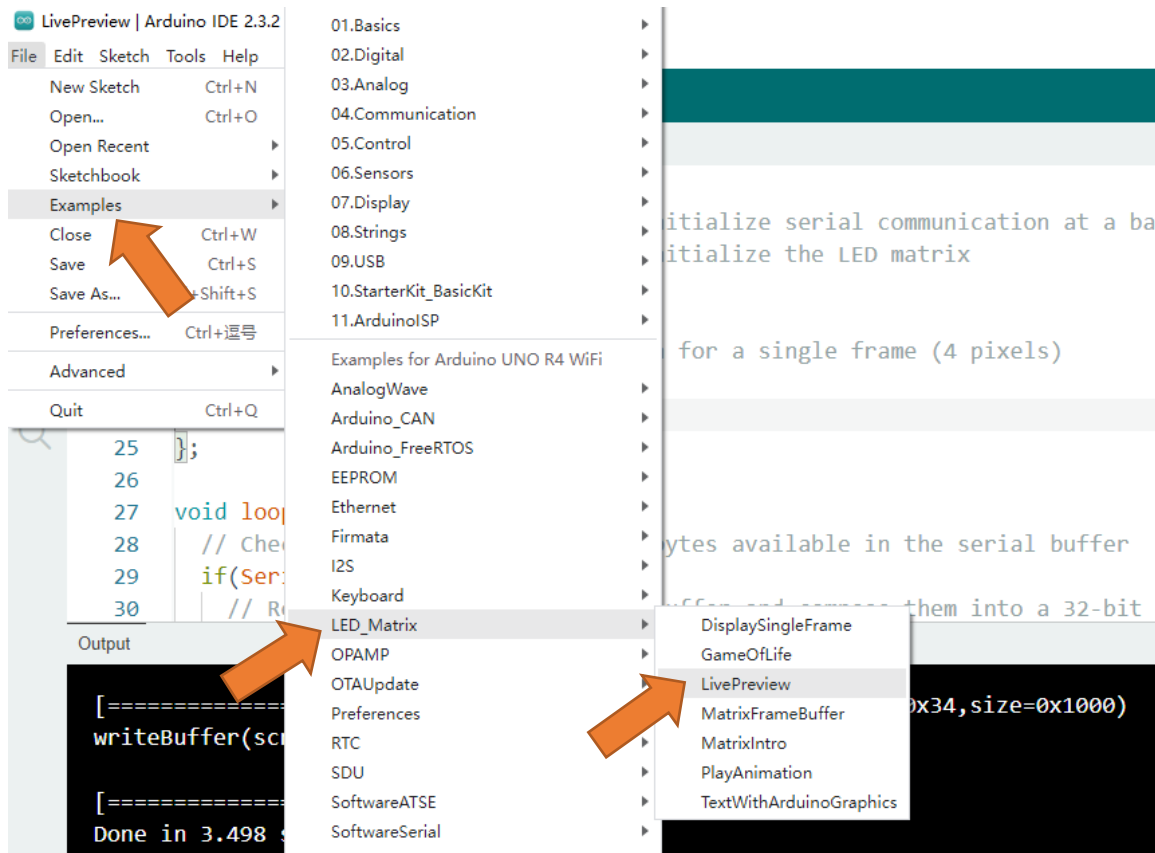 LivePreview | Arduino IDE 2.3.2
File Edit Sketch Tools Help
New Sketch Ctrl+N
Open... Ctrl+O
Open Recent
Sketchbook
Examples
Close Ctrl+W
Save Ctrl+S
Save As... +Shift+S
Preferences... Ctrl+逗号
Advanced
Quit Ctrl+Q
01.Basics
02.Digital
03.Analog
04.Communication
05.Control
06.Sensors
07.Display
08.Strings
09.USB
10.StarterKit_BasicKit
11.ArduinoISP
Examples for Arduino UNO R4 WiFi
AnalogWave
Arduino_CAN
Arduino_FreeRTOS
EEPROM
Ethernet
Firmata
I2S
Keyboard
LED_Matrix
OPAMP
OTAUpdate
Preferences
RTC
SDU
SoftwareATSE
SoftwareSerial
DisplaySingleFrame
GameOfLife
LivePreview
MatrixFrameBuffer
MatrixIntro
PlayAnimation
TextWithArduinoGraphics
itialize serial communication at a ba
itialize the LED matrix
for a single frame (4 pixels)
25 };
26
27 void loop
28 // Che ytes available in the serial buffer
29 if(Seri
30 // Re them into a 32-bit
Output
[============== 0x34,size=0x1000)
writeBuffer(scr
[==============
Done in 3.498 s